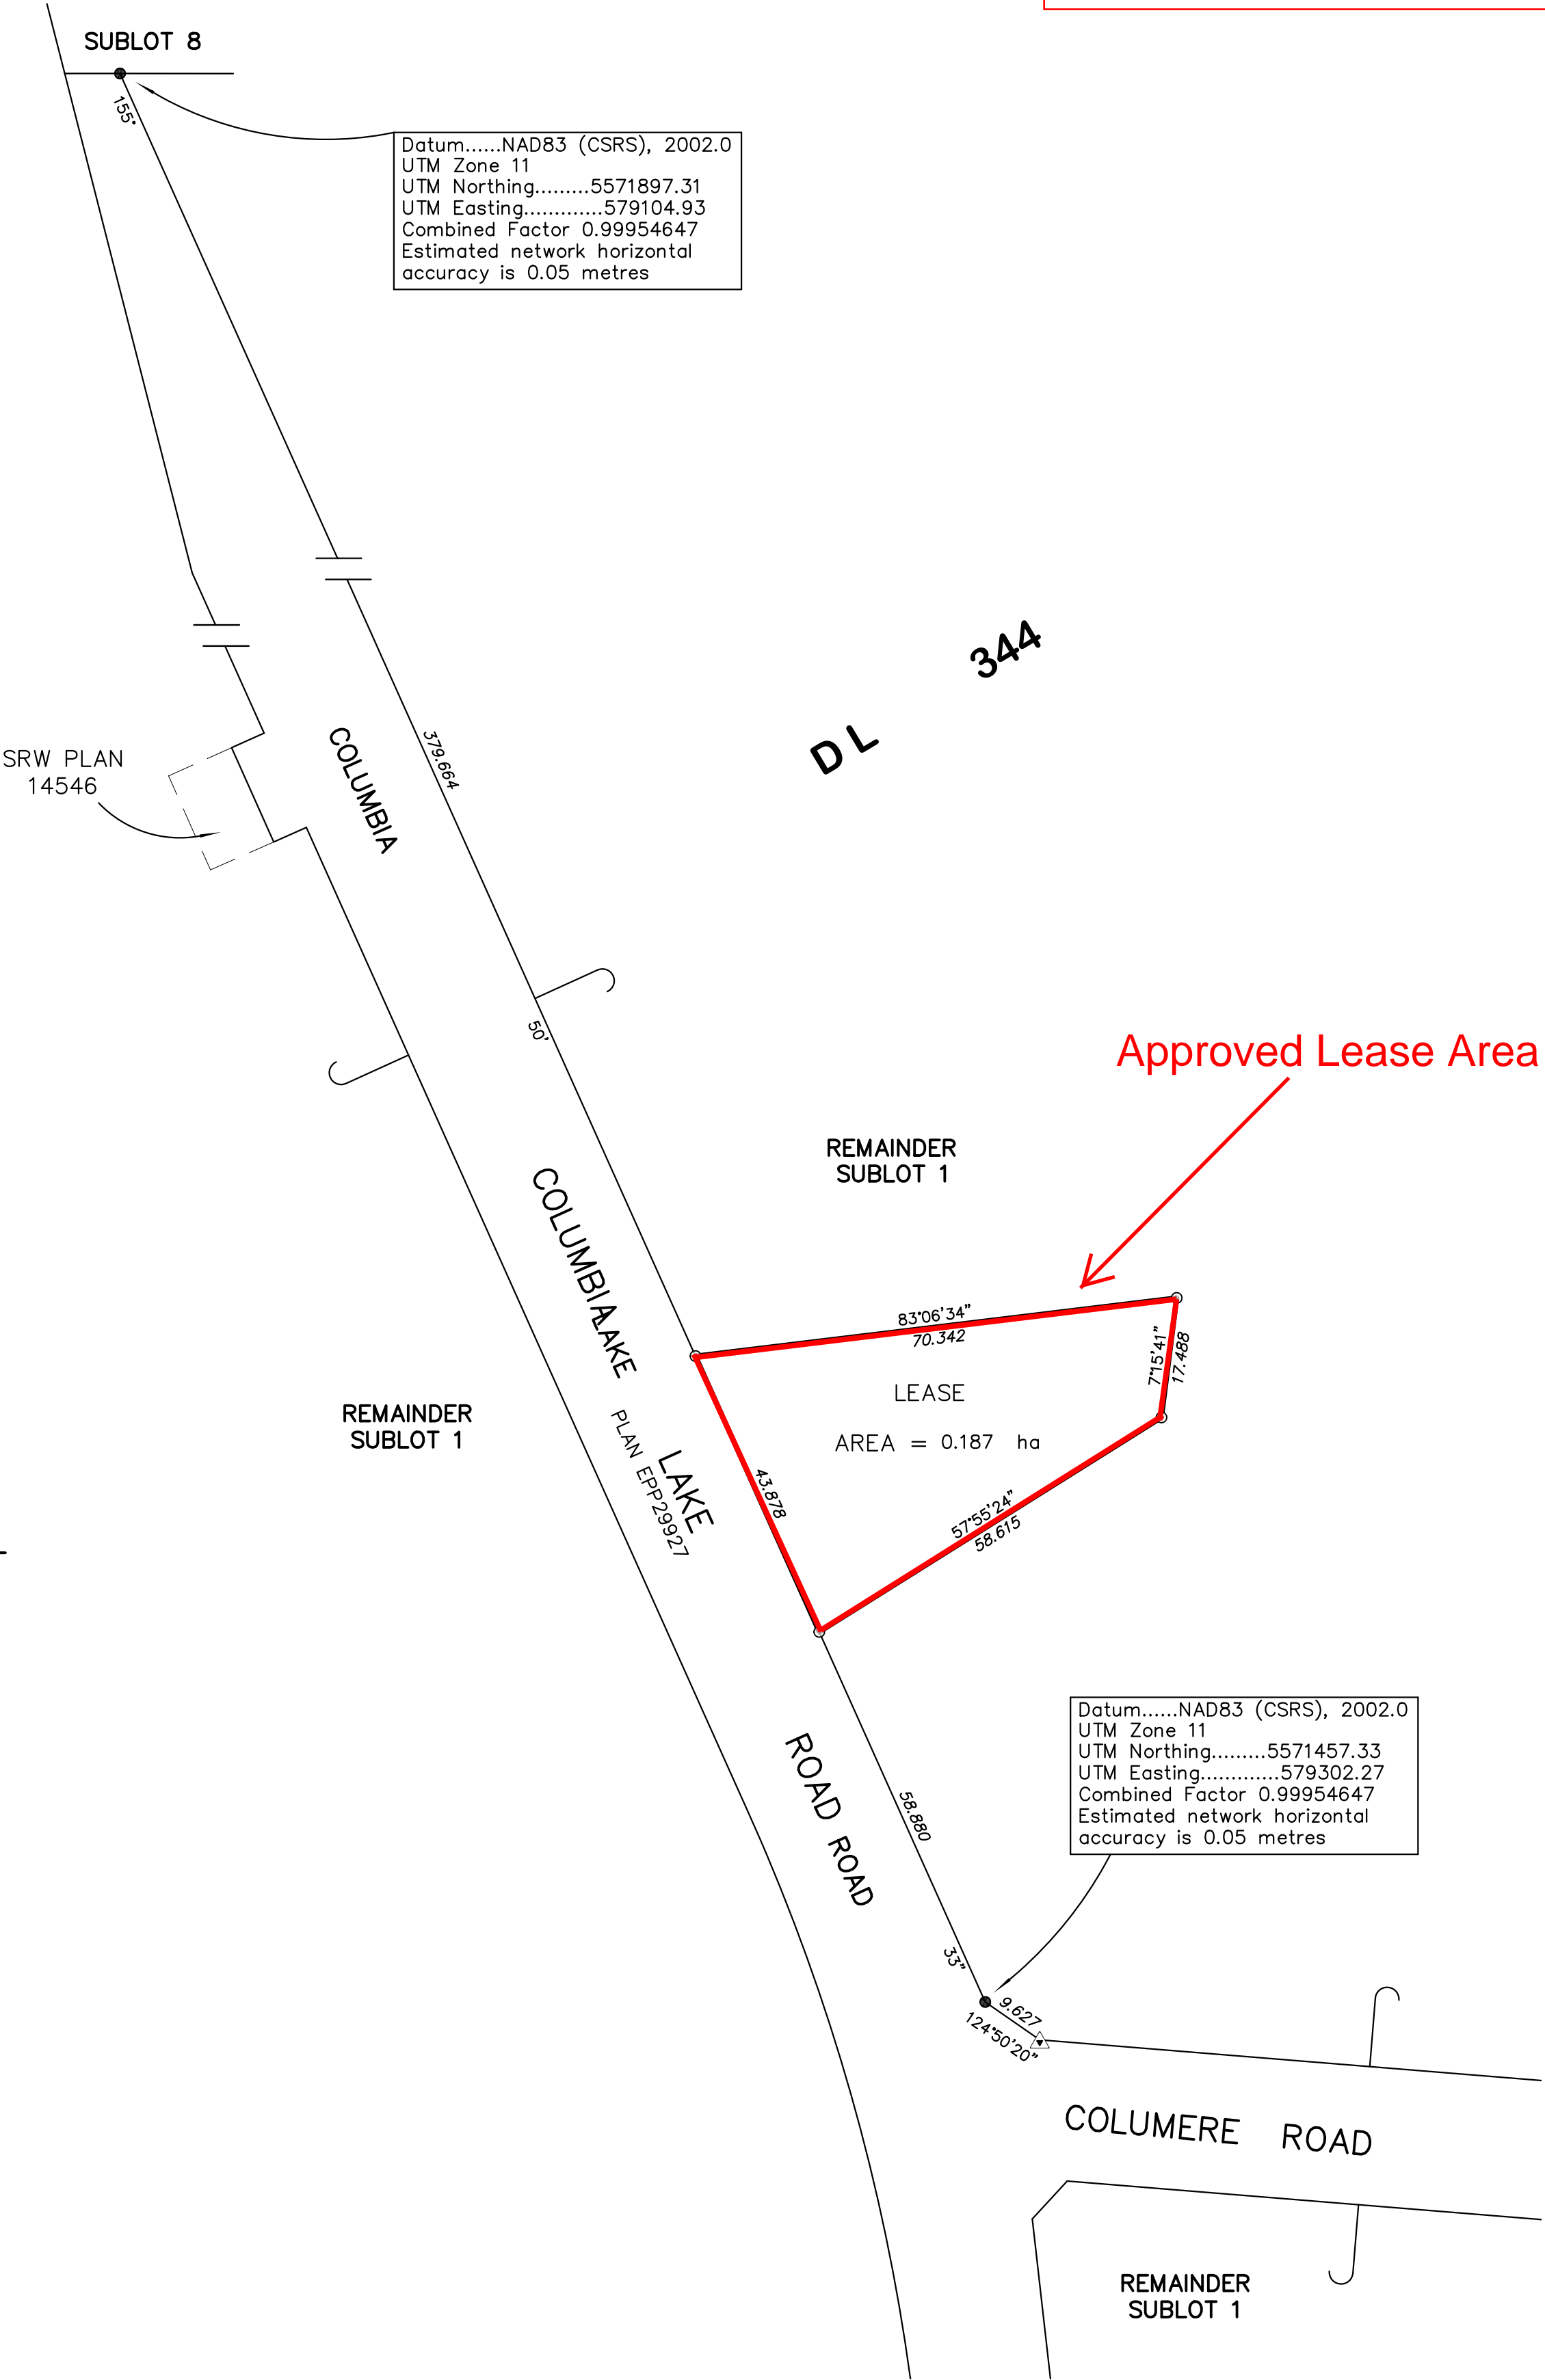 SUBLOT 8
155°
Datum......NAD83 (CSRS), 2002.0
UTM Zone 11
UTM Northing.........5571897.31
UTM Easting.............579104.93
Combined Factor 0.99954647
Estimated network horizontal
accuracy is 0.05 metres
344
D L
SRW PLAN
14546
COLUMBIA
379.664
50'
Approved Lease Area
REMAINDER
SUBLOT 1
COLUMBIA
LAKE
83°06'34"
70.342
7°15'41"
17.488
LEASE
AREA = 0.187 ha
REMAINDER
SUBLOT 1
PLAN EPP29927
LAKE
43.878
57°55'24"
58.615
Datum......NAD83 (CSRS), 2002.0
UTM Zone 11
UTM Northing.........5571457.33
UTM Easting.............579302.27
Combined Factor 0.99954647
Estimated network horizontal
accuracy is 0.05 metres
ROAD
ROAD
58.880
33"
9.627
124°50'20"
COLUMERE ROAD
REMAINDER
SUBLOT 1